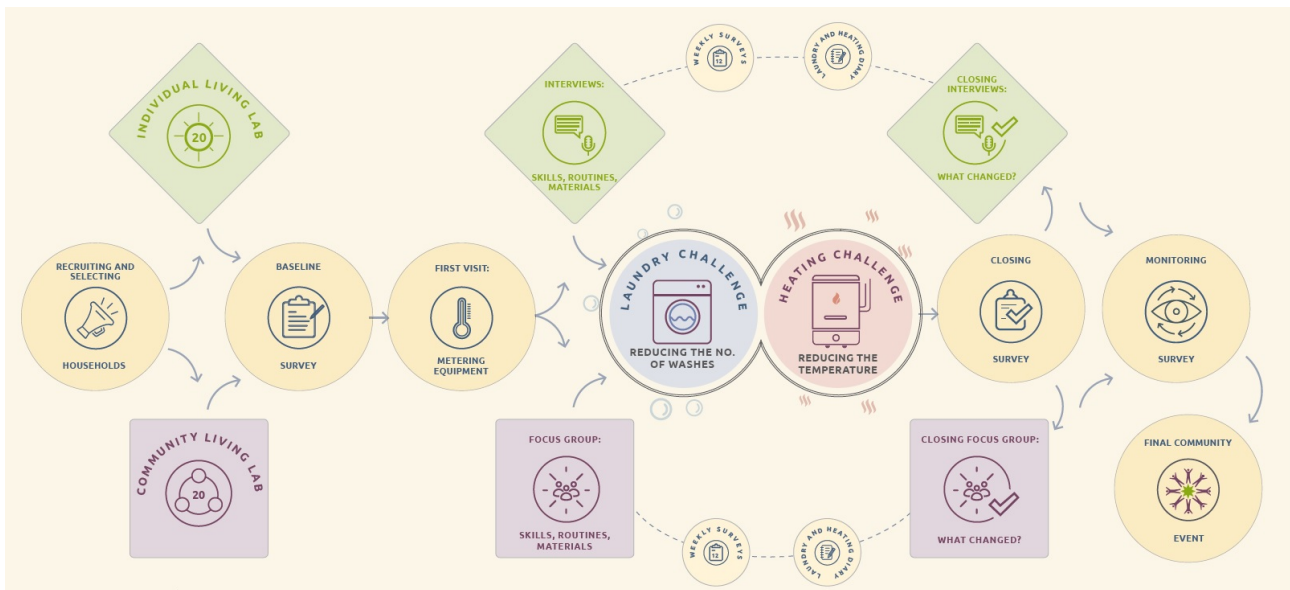 INDIVIDUAL LIVING LAB
20
INTERVIEWS:
SKILLS, ROUTINES,
MATERIALS
WEEKLY SURVEYS
12
LAUNDRY AND HEATING DIARY
CLOSING
INTERVIEWS:
WHAT CHANGED?
RECRUITING AND
SELECTING
HOUSEHOLDS
BASELINE
SURVEY
FIRST VISIT:
METERING
EQUIPMENT
LAUNDRY CHALLENGE
REDUCING THE NO.
OF WASHES
HEATING CHALLENGE
REDUCING THE
TEMPERATURE
CLOSING
SURVEY
MONITORING
SURVEY
COMMUNITY LIVING LAB
20
FOCUS GROUP:
SKILLS, ROUTINES,
MATERIALS
WEEKLY SURVEYS
12
LAUNDRY AND HEATING DIARY
CLOSING FOCUS GROUP:
WHAT CHANGED?
FINAL COMMUNITY
EVENT